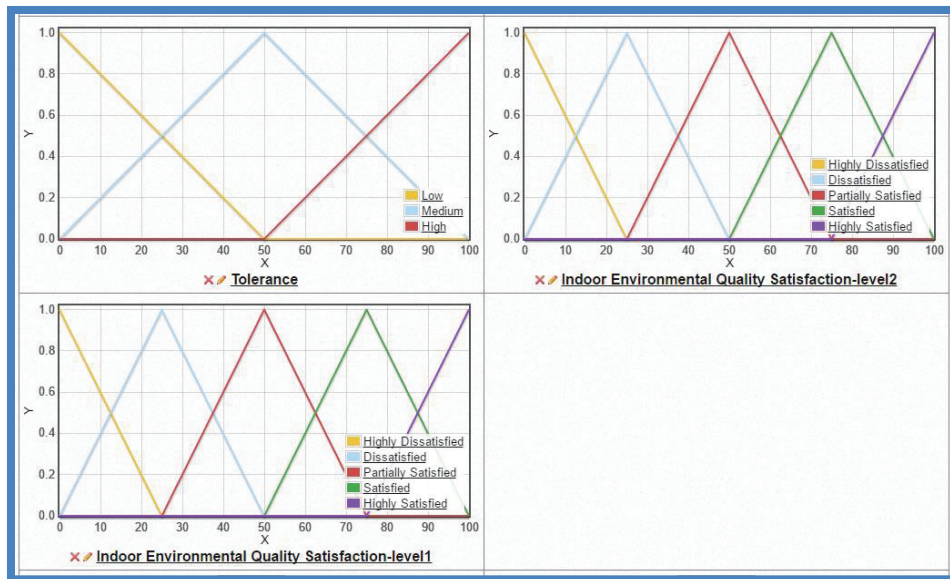 1.0
0.8
0.6
0.4
0.2
0.0
Y
0 10 20 30 40 50 60 70 80 90 100
X
Low
Medium
High
Tolerance
1.0
0.8
0.6
0.4
0.2
0.0
Y
0 10 20 30 40 50 60 70 80 90 100
X
Highly Dissatisfied
Dissatisfied
Partially Satisfied
Satisfied
Highly Satisfied
Indoor Environmental Quality Satisfaction-level2
1.0
0.8
0.6
0.4
0.2
0.0
Y
0 10 20 30 40 50 60 70 80 90 100
X
Highly Dissatisfied
Dissatisfied
Partially Satisfied
Satisfied
Highly Satisfied
Indoor Environmental Quality Satisfaction-level1